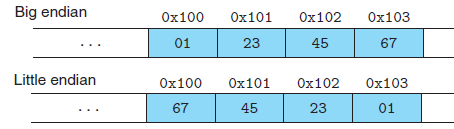 Big endian
0x100 0x101 0x102 0x103
... 01 23 45 67
Little endian
0x100 0x101 0x102 0x103
... 67 45 23 01